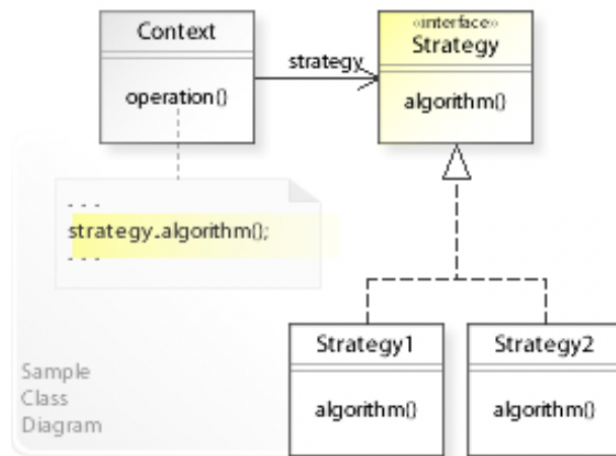 Context
operation()
strategy
«interface»
Strategy
algorithm()
- - -
strategy.algorithm();
- - -
Strategy1
algorithm()
Strategy2
algorithm()
Sample
Class
Diagram